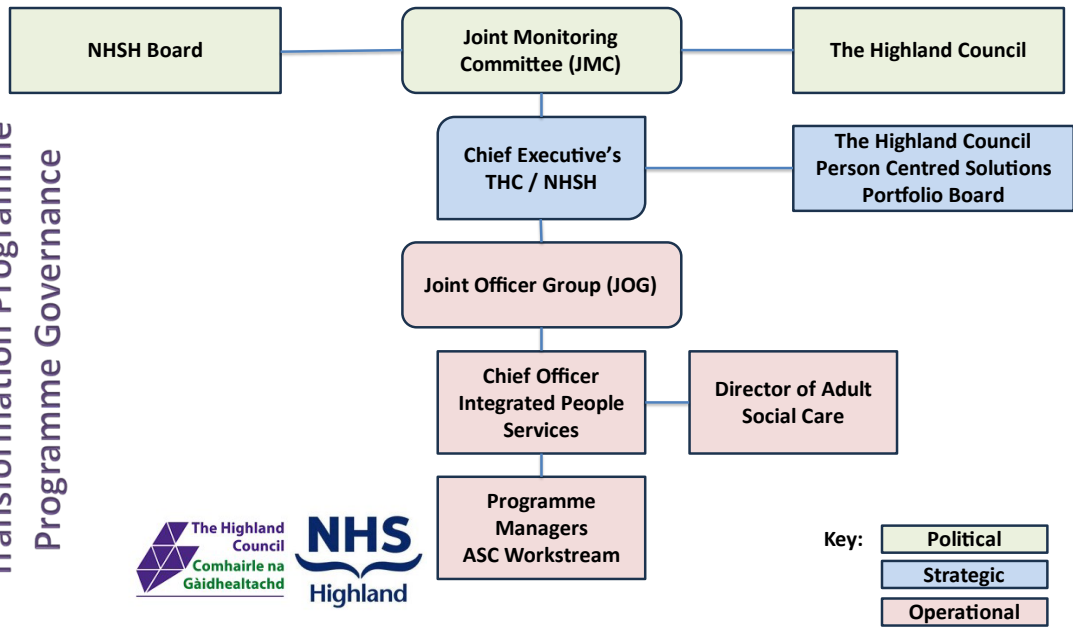 Transformation Programme
Programme Governance
NHSH Board
Joint Monitoring
Committee (JMC)
The Highland Council
Chief Executive's
THC / NHSH
The Highland Council
Person Centred Solutions
Portfolio Board
Joint Officer Group (JOG)
Chief Officer
Integrated People
Services
Director of Adult
Social Care
Programme
Managers
ASC Workstream
The Highland
Council
Comhairle na
Gàidhealtachd
NHS
Highland
Key:
Political
Strategic
Operational